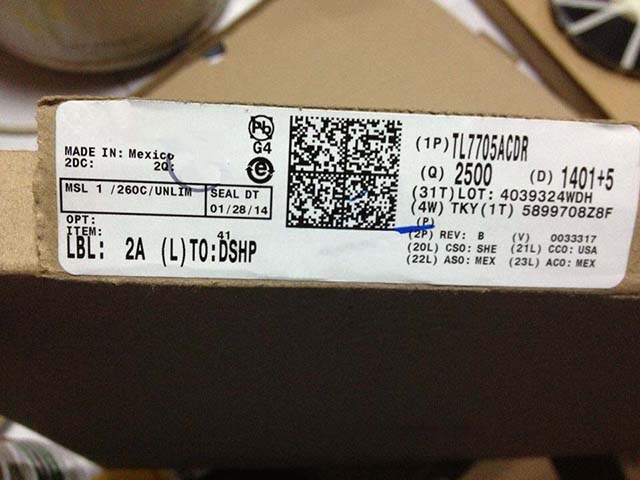 MADE IN: Mexico
2DC: 2Q:
MSL 1 /260C/UNLIM
SEAL DT
01/28/14
OPT:
ITEM:
41
LBL: 2A (L)TO:DSHP
Pb
G4
e
(1P)TL7705ACDR
(Q) 2500 (D) 1401+5
(31T)LOT: 4039324WDH
(4W) TKY(1T) 5899708Z8F
(P)
(2P) REV: B (V) 0033317
(20L) CSO: SHE (21L) CCO: USA
(22L) ASO: MEX (23L) ACO: MEX